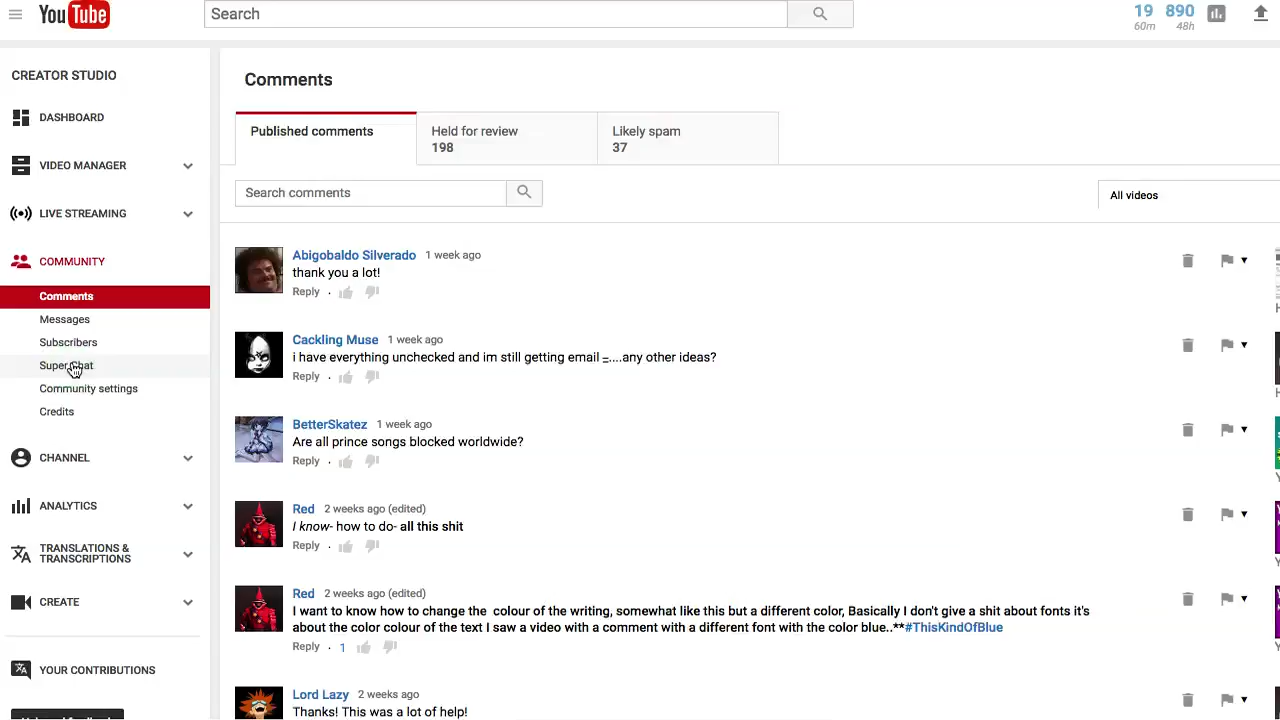 YouTube
Search
19 890
60m 48h
CREATOR STUDIO
DASHBOARD
VIDEO MANAGER
LIVE STREAMING
COMMUNITY
Comments
Messages
Subscribers
Super Chat
Community settings
Credits
CHANNEL
ANALYTICS
TRANSLATIONS &
TRANSCRIPTIONS
CREATE
YOUR CONTRIBUTIONS
Comments
Published comments
Held for review
198
Likely spam
37
Search comments
All videos
Abigobaldo Silverado 1 week ago
thank you a lot!
Reply
Cackling Muse 1 week ago
i have everything unchecked and im still getting email =....any other ideas?
Reply
BetterSkatez 1 week ago
Are all prince songs blocked worldwide?
Reply
Red 2 weeks ago (edited)
I know- how to do- all this shit
Reply
Red 2 weeks ago (edited)
I want to know how to change the colour of the writing, somewhat like this but a different color, Basically I don't give a shit about fonts it's
about the color colour of the text I saw a video with a comment with a different font with the color blue..**#ThisKindOfBlue
Reply 1
Lord Lazy 2 weeks ago
Thanks! This was a lot of help!